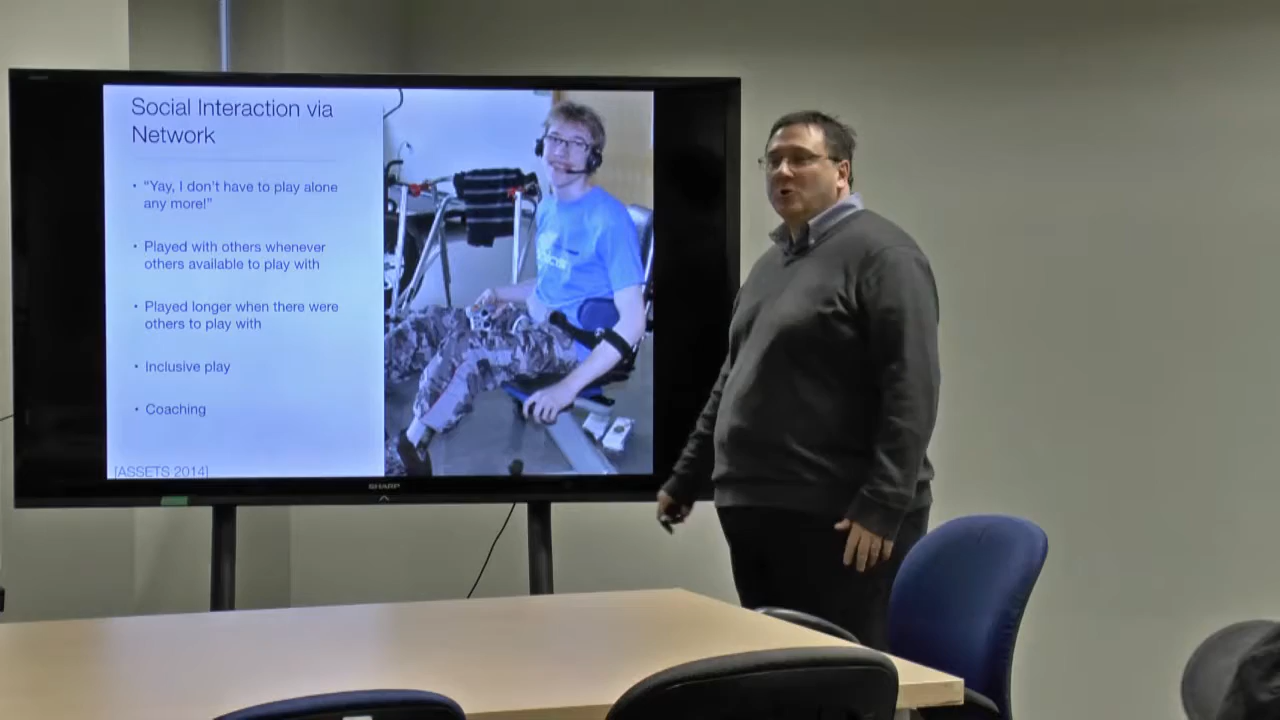 Social Interaction via
Network
• “Yay, I don't have to play alone
any more!”
• Played with others whenever
others available to play with
• Played longer when there were
others to play with
• Inclusive play
• Coaching
[ASSETS 2014]
SHARP